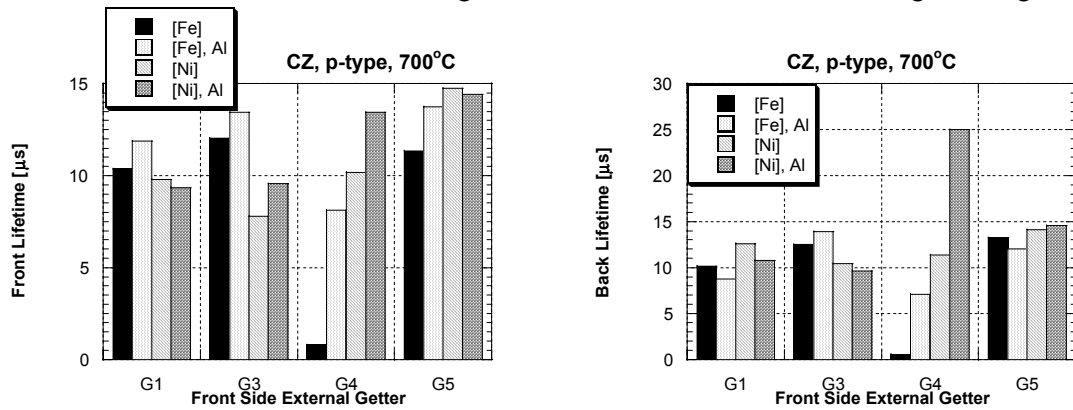 [Fe]
[Fe], Al
[Ni]
[Ni], Al
CZ, p-type, 700°C
15
10
5
0
Front Lifetime [µs]
G1
G3
G4
G5
Front Side External Getter
CZ, p-type, 700°C
[Fe]
[Fe], Al
[Ni]
[Ni], Al
30
25
20
15
10
5
0
Back Lifetime [µs]
G1
G3
G4
G5
Front Side External Getter